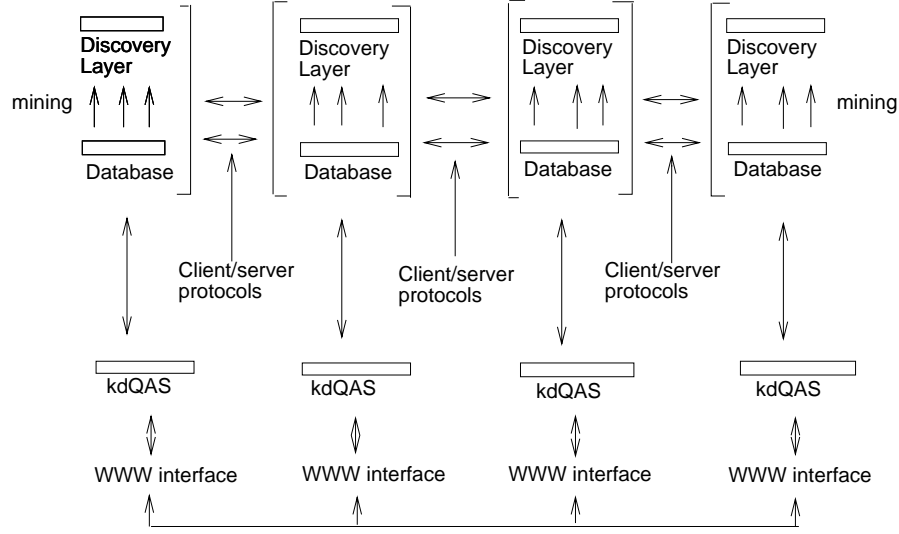 Discovery
Layer
Discovery
Layer
Discovery
Layer
Discovery
Layer
mining
mining
Database
Database
Database
Database
Client/server
protocols
Client/server
protocols
Client/server
protocols
kdQAS
kdQAS
kdQAS
kdQAS
WWW interface
WWW interface
WWW interface
WWW interface